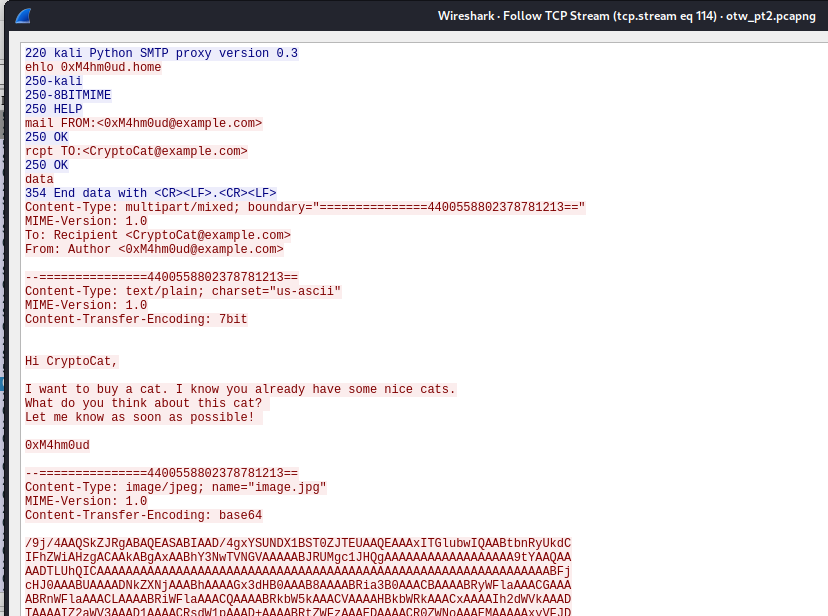 Wireshark · Follow TCP Stream (tcp.stream eq 114) · otw_pt2.pcapng
220 kali Python SMTP proxy version 0.3
ehlo 0xM4hm0ud.home
250-kali
250-8BITMIME
250 HELP
mail FROM:<0xM4hm0ud@example.com>
250 OK
rcpt TO:<CryptoCat@example.com>
250 OK
data
354 End data with <CR><LF>.<CR><LF>
Content-Type: multipart/mixed; boundary="===============4400558802378781213=="
MIME-Version: 1.0
To: Recipient <CryptoCat@example.com>
From: Author <0xM4hm0ud@example.com>
--===============4400558802378781213==
Content-Type: text/plain; charset="us-ascii"
MIME-Version: 1.0
Content-Transfer-Encoding: 7bit
Hi CryptoCat,
I want to buy a cat. I know you already have some nice cats.
What do you think about this cat?
Let me know as soon as possible!
0xM4hm0ud
--===============4400558802378781213==
Content-Type: image/jpeg; name="image.jpg"
MIME-Version: 1.0
Content-Transfer-Encoding: base64
/9j/4AAQSkZJRgABAQEASABIAAD/4gxYSUNDX1BST0ZJTEUAAQEAAAxITGlubwIQAABtbnRyUkdC
IFhZWiAHzgACAAkABgAxAABhY3NwTVNGVAAAAABJRUMgc1JHQgAAAAAAAAAAAAAAAAAA9tYAAQAA
AADTLUhQICAAAAAAAAAAAAAAAAAAAAAAAAAAAAAAAAAAAAAAAAAAAAAAAAAAAAAAAAAAAAAAABFj
cHJ0AAABUAAAADNkZXNjAAABhAAAAGx3dHB0AAAB8AAAABRia3B0AAACBAAAABRyWFlaAAACGAAA
ABRnWFlaAAACLAAAABRiWFlaAAACQAAAABRkbW5kAAACVAAAAHBkbWRkAAACxAAAAIh2dWVkAAAD